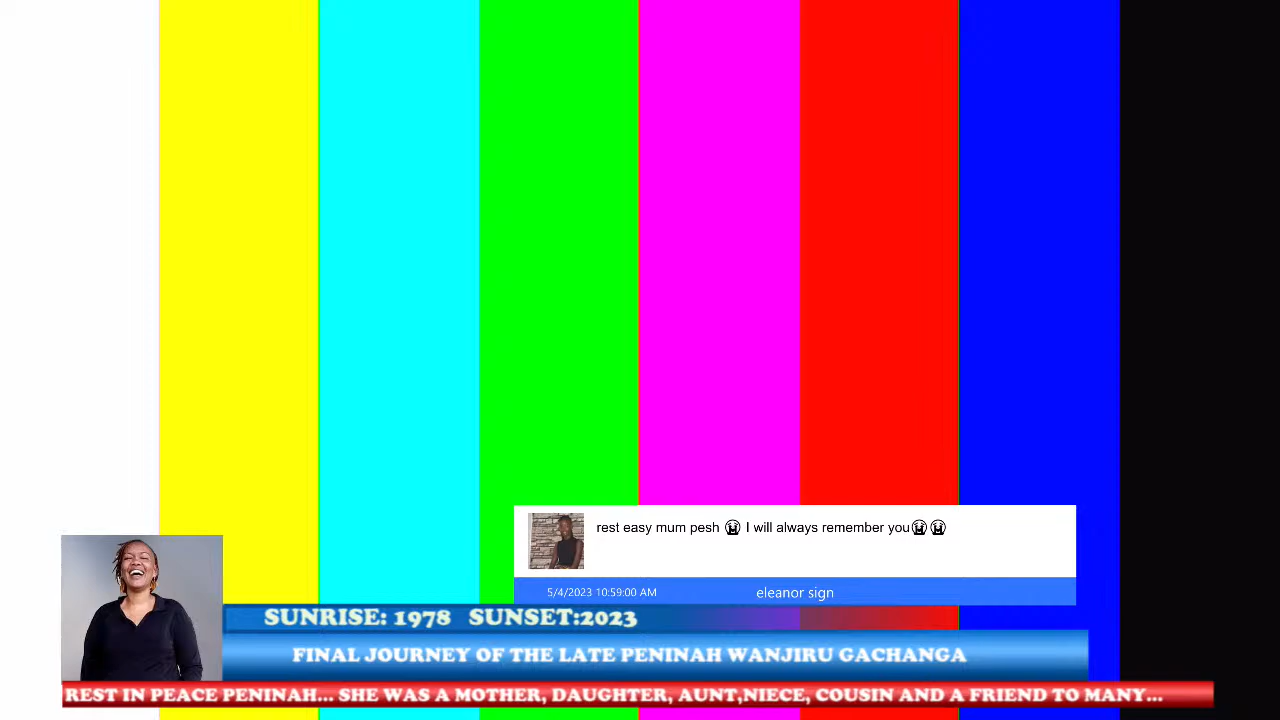 rest easy mum pesh 😭 I will always remember you😭😭
5/4/2023 10:59:00 AM eleanor sign
SUNRISE: 1978 SUNSET:2023
FINAL JOURNEY OF THE LATE PENINAH WANJIRU GACHANGA
REST IN PEACE PENINAH... SHE WAS A MOTHER, DAUGHTER, AUNT,NIECE, COUSIN AND A FRIEND TO MANY...